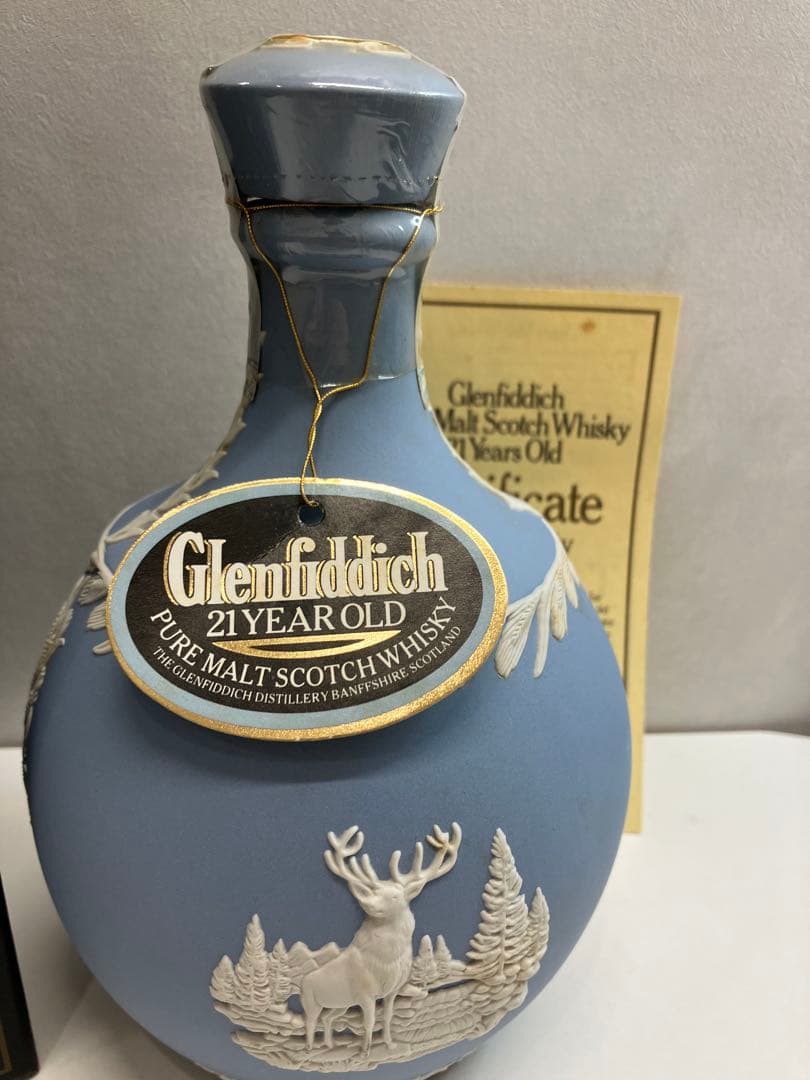 Glenfiddich
21 YEAR OLD
PURE MALT SCOTCH WHISKY
THE GLENFIDDICH DISTILLERY BANFFSHIRE SCOTLAND
Glenfiddich
Malt Scotch Whisky
21 Years Old
ificate